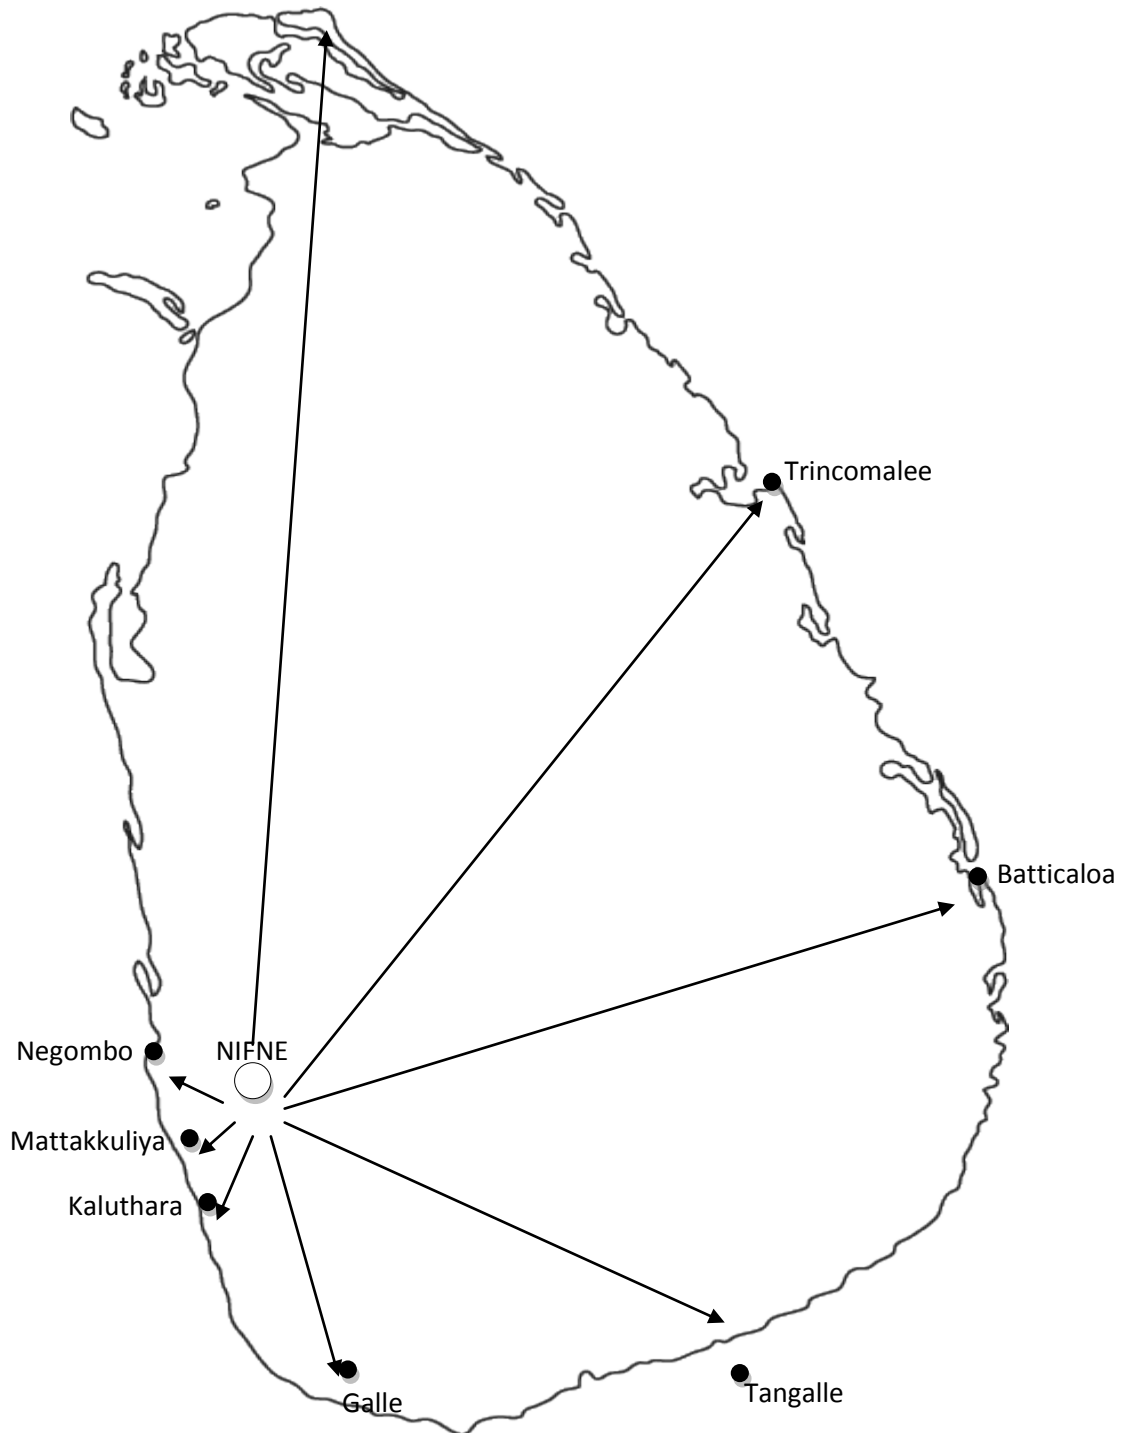 Trincomalee
Batticaloa
Negombo
NIFNE
Mattakkuliya
Kaluthara
Galle
Tangalle